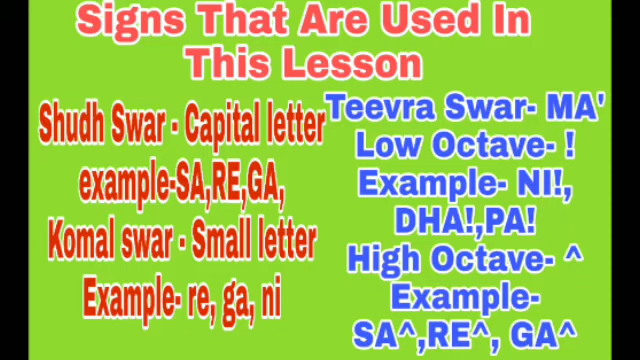 Signs That Are Used In
This Lesson
Shudh Swar - Capital letter
example-SA,RE,GA,
Komal swar - Small letter
Example- re, ga, ni
Teevra Swar- MA'
Low Octave- !
Example- NI!,
DHA!,PA!
High Octave- ^
Example-
SA^,RE^, GA^